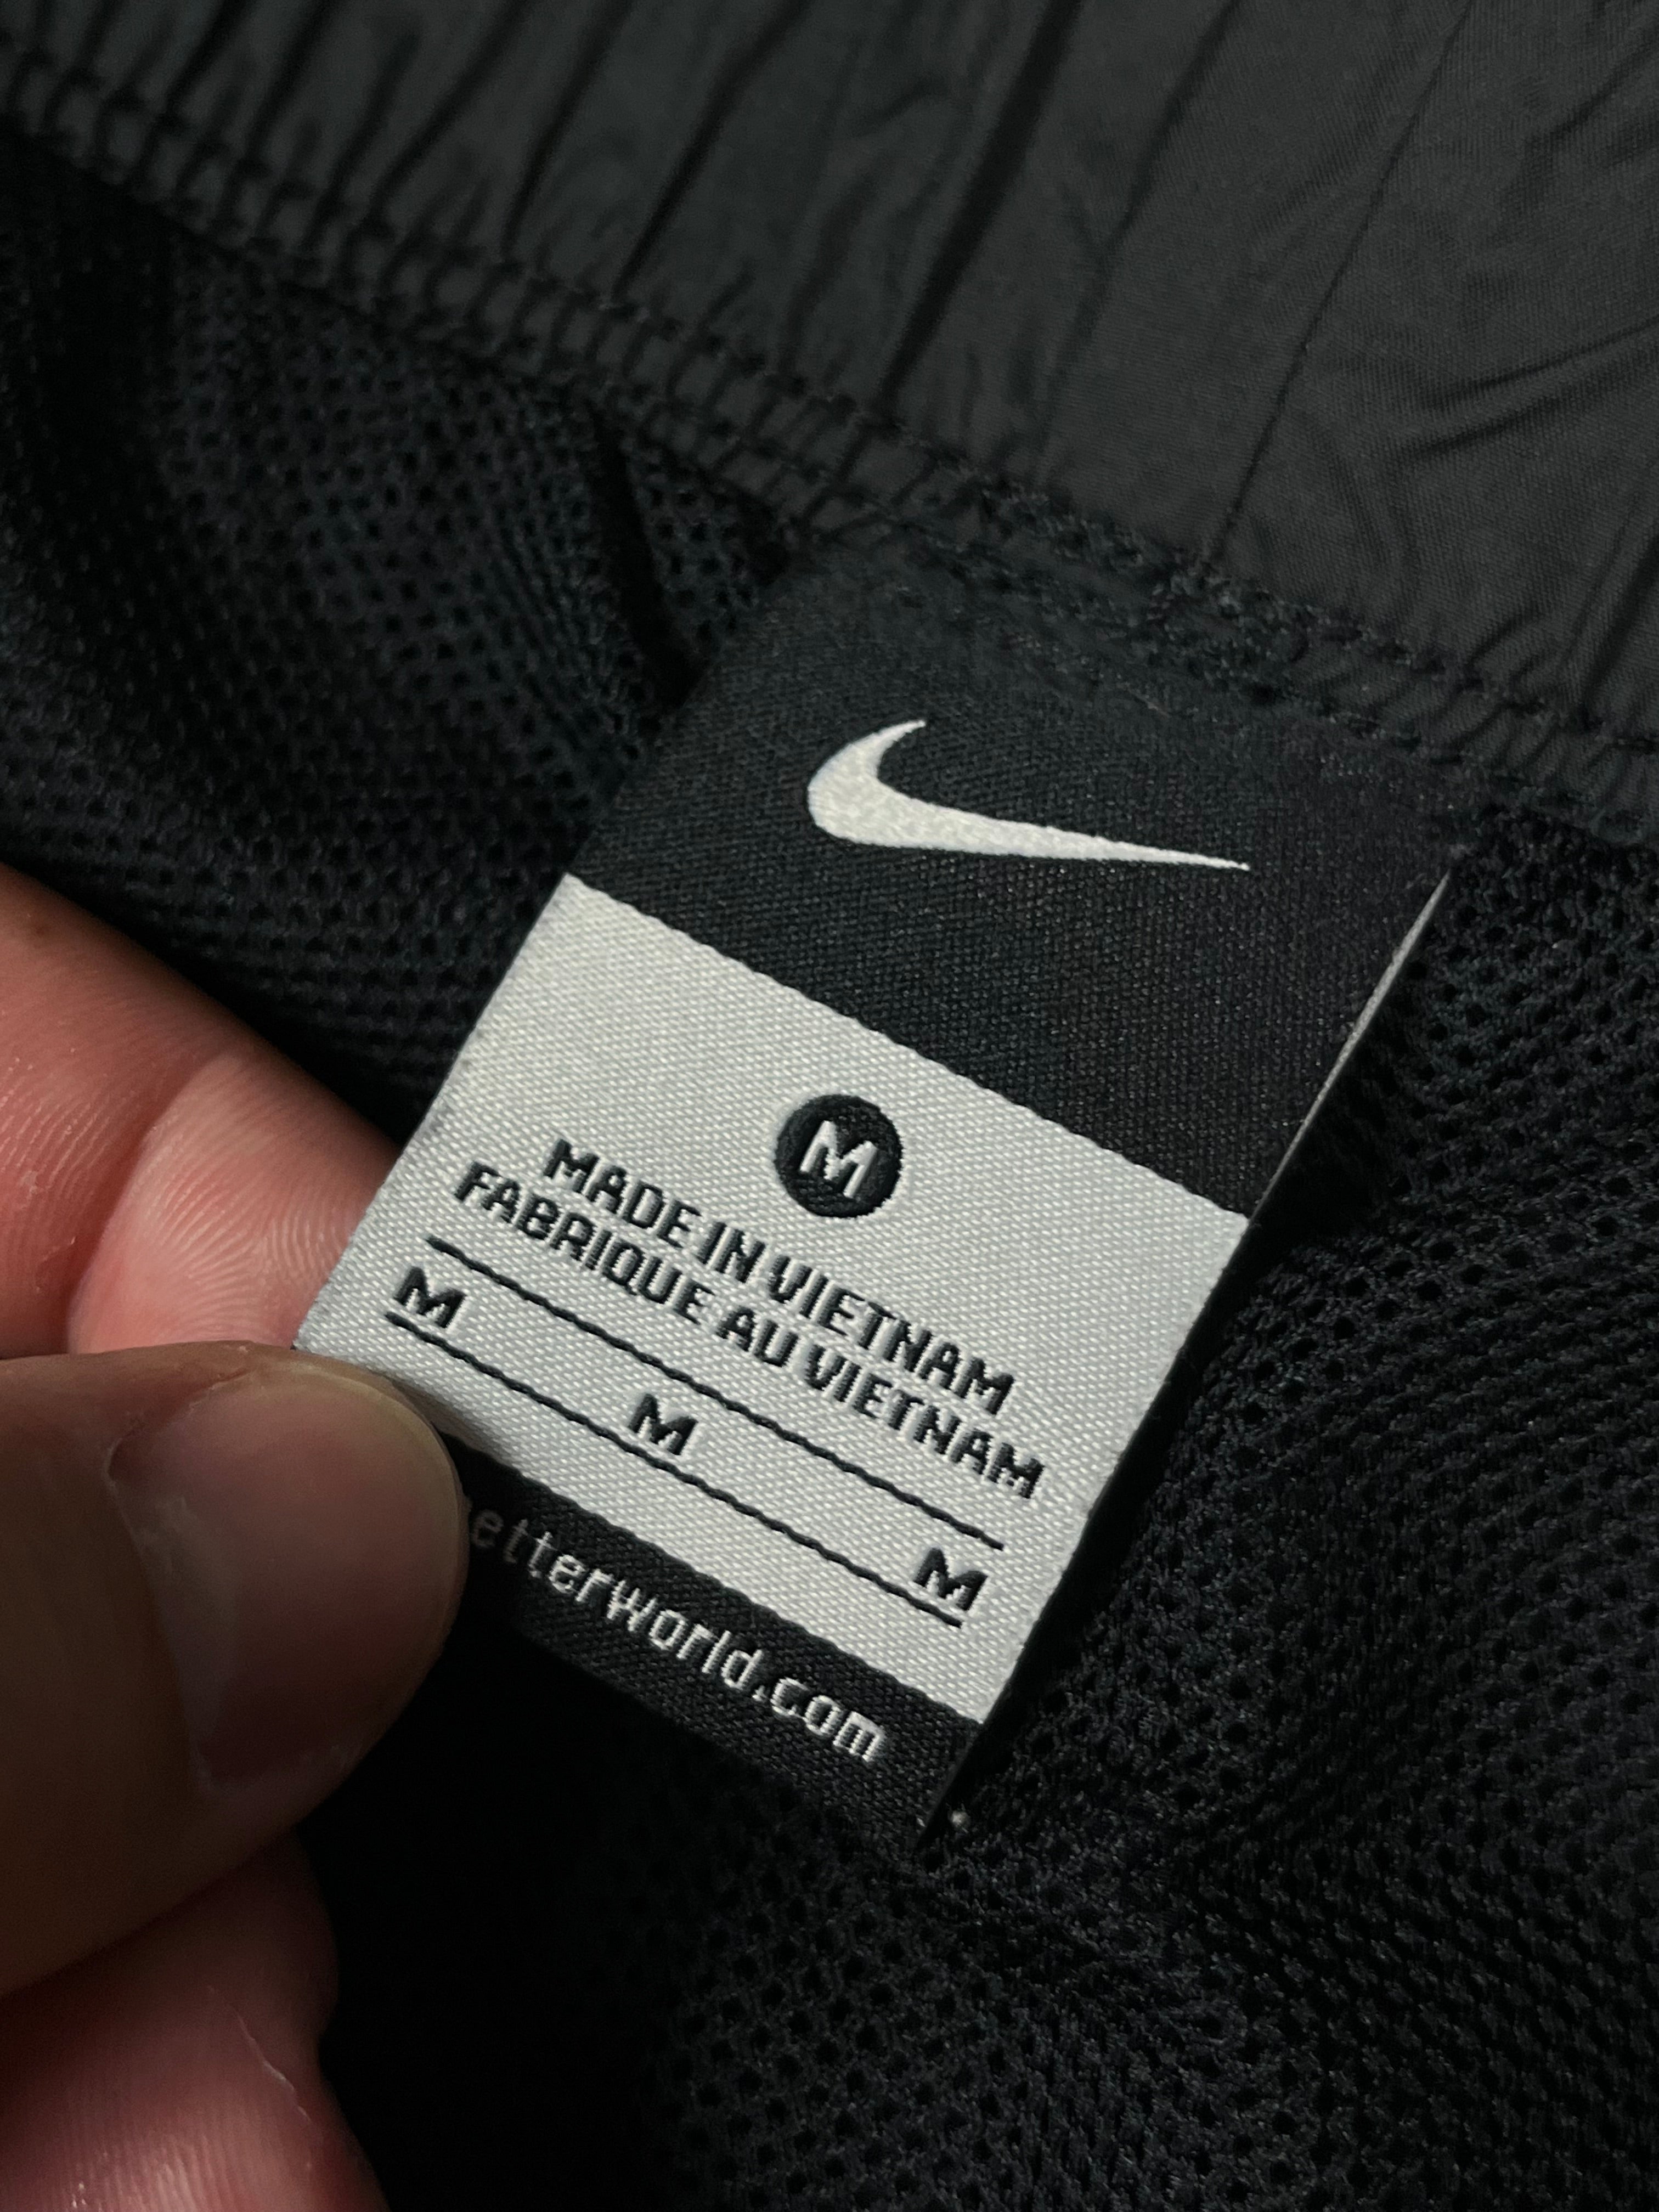 M
MADE IN VIETNAM
FABRIQUE AU VIETNAM
M M M
etterworld.com